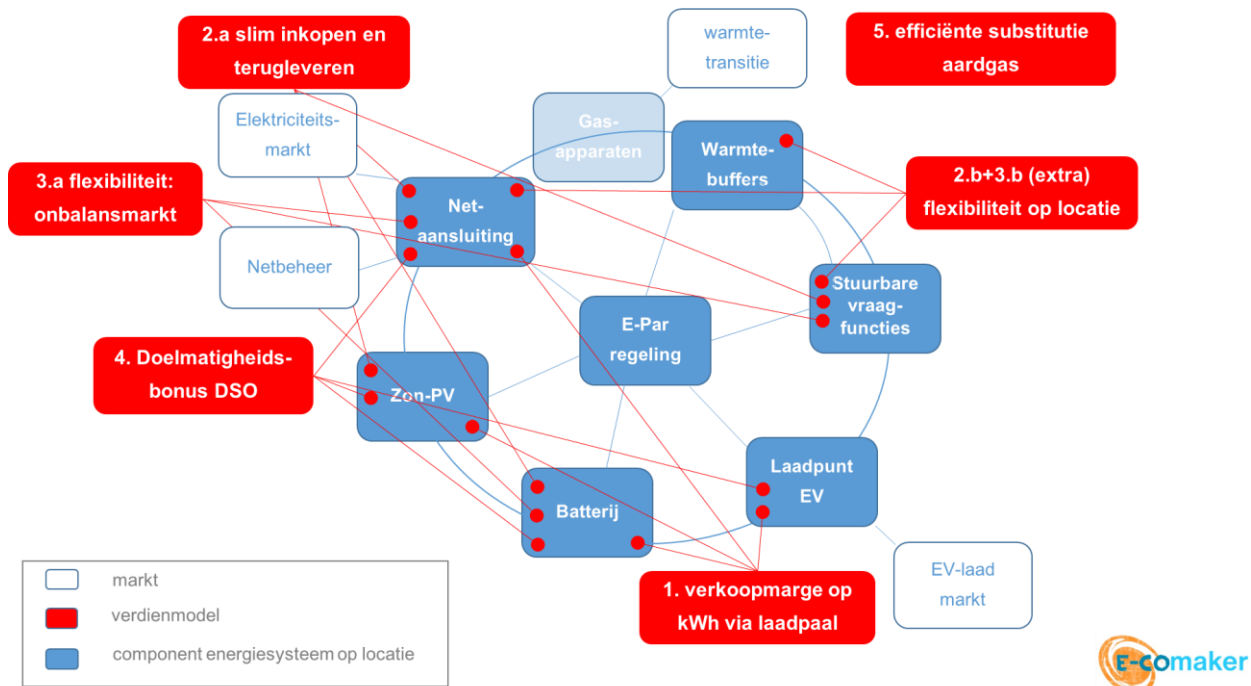 2.a slim inkopen en
terugleveren
warmte-
transitie
5. efficiënte substitutie
aardgas
Elektriciteits-
markt
Gas-
apparaten
Warmte-
buffers
3.a flexibiliteit:
onbalansmarkt
Net-
aansluiting
2.b+3.b (extra)
flexibiliteit op locatie
Netbeheer
Stuurbare
vraag-
functies
E-Par
regeling
4. Doelmatigheids-
bonus DSO
Zon-PV
Laadpunt
EV
Batterij
EV-laad
markt
1. verkoopmarge op
kWh via laadpaal
markt
verdienmodel
component energiesysteem op locatie
E-comaker